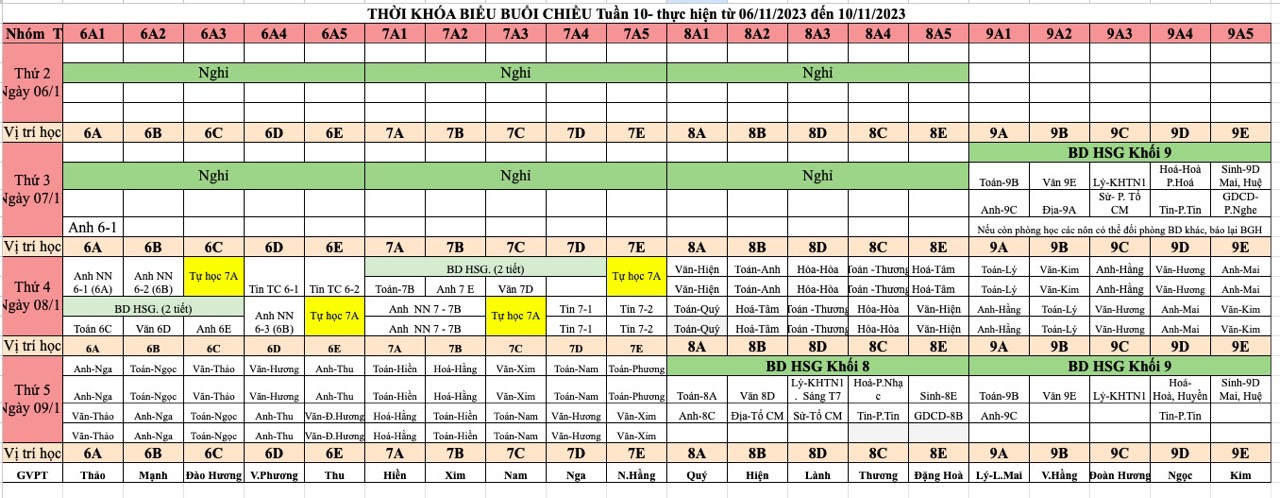 THỜI KHÓA BIỂU BUỔI CHIỀU Tuần 10- thực hiện từ 06/11/2023 đến 10/11/2023
Nhóm T 6A1 6A2 6A3 6A4 6A5 7A1 7A2 7A3 7A4 7A5 8A1 8A2 8A3 8A4 8A5 9A1 9A2 9A3 9A4 9A5
Thứ 2 Nghỉ Nghỉ Nghỉ
Ngày 06/1
Vị trí học 6A 6B 6C 6D 6E 7A 7B 7C 7D 7E 8A 8B 8D 8C 8E 9A 9B 9C 9D 9E
BD HSG Khối 9
Thứ 3 Nghỉ Nghỉ Nghỉ Toán-9B Văn 9E Lý-KHTN1 Hoá-Hoà P.Hoá Sinh-9D Mai, Huệ
Ngày 07/1 Anh-9C Địa-9A Sử- P. Tổ CM Tin-P.Tin GDCD-P.Nghe
Anh 6-1 Nếu còn phòng học các nôn có thể đổi phòng BD khác, báo lại BGH
Vị trí học 6A 6B 6C 6D 6E 7A 7B 7C 7D 7E 8A 8B 8D 8C 8E 9A 9B 9C 9D 9E
Thứ 4 Anh NN 6-1 (6A) Anh NN 6-2 (6B) Tự học 7A Tin TC 6-1 Tin TC 6-2 BD HSG. (2 tiết) Tự học 7A Văn-Hiện Toán-Anh Hóa-Hòa Toán -Thương Hoá-Tâm Toán-Lý Văn-Kim Anh-Hằng Văn-Hương Anh-Mai
Toán-7B Anh 7 E Văn 7D Văn-Hiện Toán-Anh Hóa-Hòa Toán -Thương Hoá-Tâm Toán-Lý Văn-Kim Anh-Hằng Văn-Hương Anh-Mai
Ngày 08/1 BD HSG. (2 tiết) Anh NN 6-3 (6B) Tự học 7A Anh NN 7 - 7B Tự học 7A Tin 7-1 Tin 7-2 Toán-Quý Hoá-Tâm Toán -Thương Hóa-Hòa Văn-Hiện Anh-Hằng Toán-Lý Văn-Hương Anh-Mai Văn-Kim
Toán 6C Văn 6D Anh 6E Anh NN 7 - 7B Tin 7-1 Tin 7-2 Toán-Quý Hoá-Tâm Toán -Thương Hóa-Hòa Văn-Hiện Anh-Hằng Toán-Lý Văn-Hương Anh-Mai Văn-Kim
Vị trí học 6A 6B 6C 6D 6E 7A 7B 7C 7D 7E 8A 8B 8D 8C 8E 9A 9B 9C 9D 9E
Thứ 5 Anh-Nga Toán-Ngọc Văn-Thảo Văn-Hương Anh-Thu Toán-Hiền Hoá-Hằng Văn-Xim Toán-Nam Toán-Phương BD HSG Khối 8 BD HSG Khối 9
Anh-Nga Toán-Ngọc Văn-Thảo Văn-Hương Anh-Thu Toán-Hiền Hoá-Hằng Văn-Xim Toán-Nam Toán-Phương Toán-8A Văn 8D Lý-KHTN1 . Sáng T7 Hoá-P.Nhạc Sinh-8E Toán-9B Văn 9E Lý-KHTN1 Hoá-Hoà, Huyền Sinh-9D Mai, Huệ
Ngày 09/1 Văn-Thảo Anh-Nga Toán-Ngọc Anh-Thu Văn-Đ.Hương Hoá-Hằng Toán-Hiền Toán-Nam Văn-Hương Văn-Xim Anh-8C Địa-Tổ CM Sử-Tổ CM Tin-P.Tin GDCD-8B Anh-9C Tin-P.Tin
Văn-Thảo Anh-Nga Toán-Ngọc Anh-Thu Văn-Đ.Hương Hoá-Hằng Toán-Hiền Toán-Nam Văn-Hương Văn-Xim
Vị trí học 6A 6B 6C 6D 6E 7A 7B 7C 7D 7E 8A 8B 8D 8C 8E 9A 9B 9C 9D 9E
GVPT Thảo Mạnh Đào Hương V.Phương Thu Hiền Xim Nam Nga N.Hằng Quý Hiện Lành Thương Đặng Hoà Lý-L.Mai V.Hằng Đoàn Hương Ngọc Kim